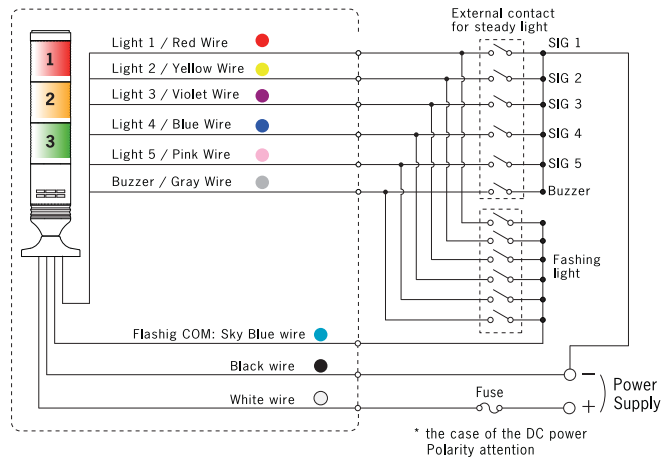 External contact
for steady light
1
2
3
Light 1 / Red Wire
Light 2 / Yellow Wire
Light 3 / Violet Wire
Light 4 / Blue Wire
Light 5 / Pink Wire
Buzzer / Gray Wire
SIG 1
SIG 2
SIG 3
SIG 4
SIG 5
Buzzer
Fashing
light
Flashig COM: Sky Blue wire
Black wire
White wire
Fuse
−
+
Power
Supply
* the case of the DC power
Polarity attention